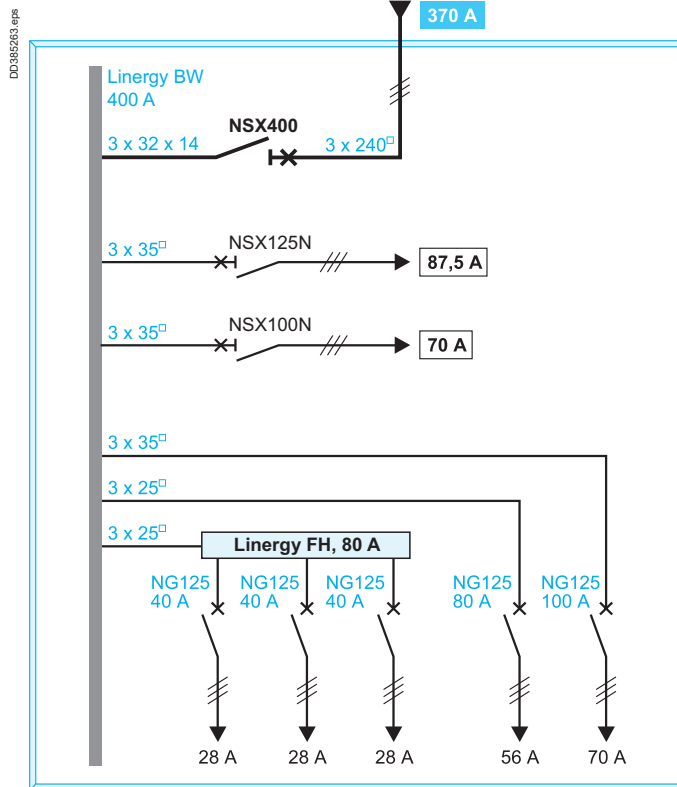 DD385263.eps
370 A
Linergy BW
400 A
NSX400
3 x 32 x 14
3 x 240□
NSX125N
3 x 35□
87,5 A
NSX100N
3 x 35□
70 A
3 x 35□
3 x 25□
3 x 25□
Linergy FH, 80 A
NG125 NG125 NG125 NG125 NG125
40 A 40 A 40 A 80 A 100 A
28 A 28 A 28 A 56 A 70 A